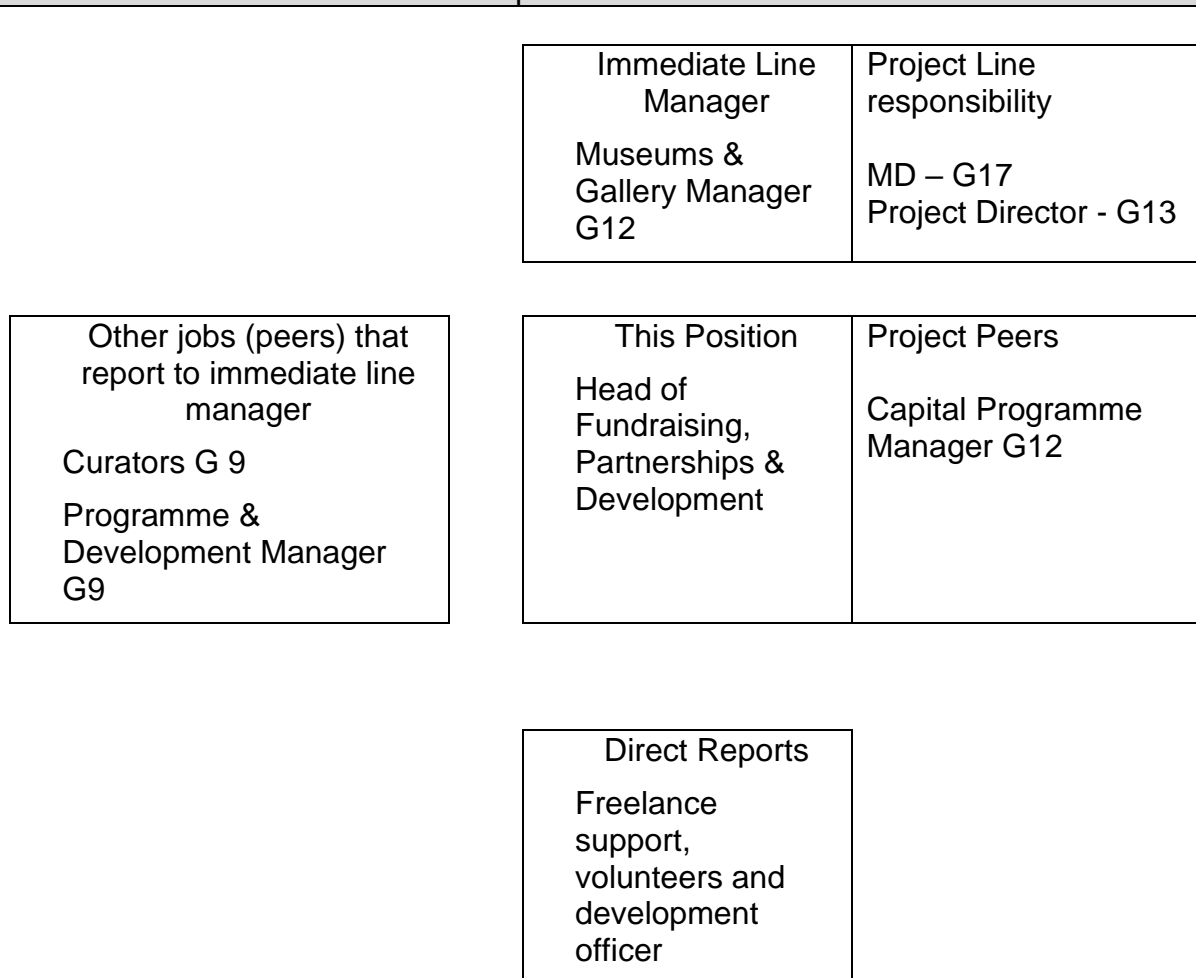 Immediate Line
Manager
Museums &
Gallery Manager
G12
Project Line
responsibility
MD – G17
Project Director - G13
Other jobs (peers) that
report to immediate line
manager
Curators G 9
Programme &
Development Manager
G9
This Position
Head of
Fundraising,
Partnerships &
Development
Project Peers
Capital Programme
Manager G12
Direct Reports
Freelance
support,
volunteers and
development
officer